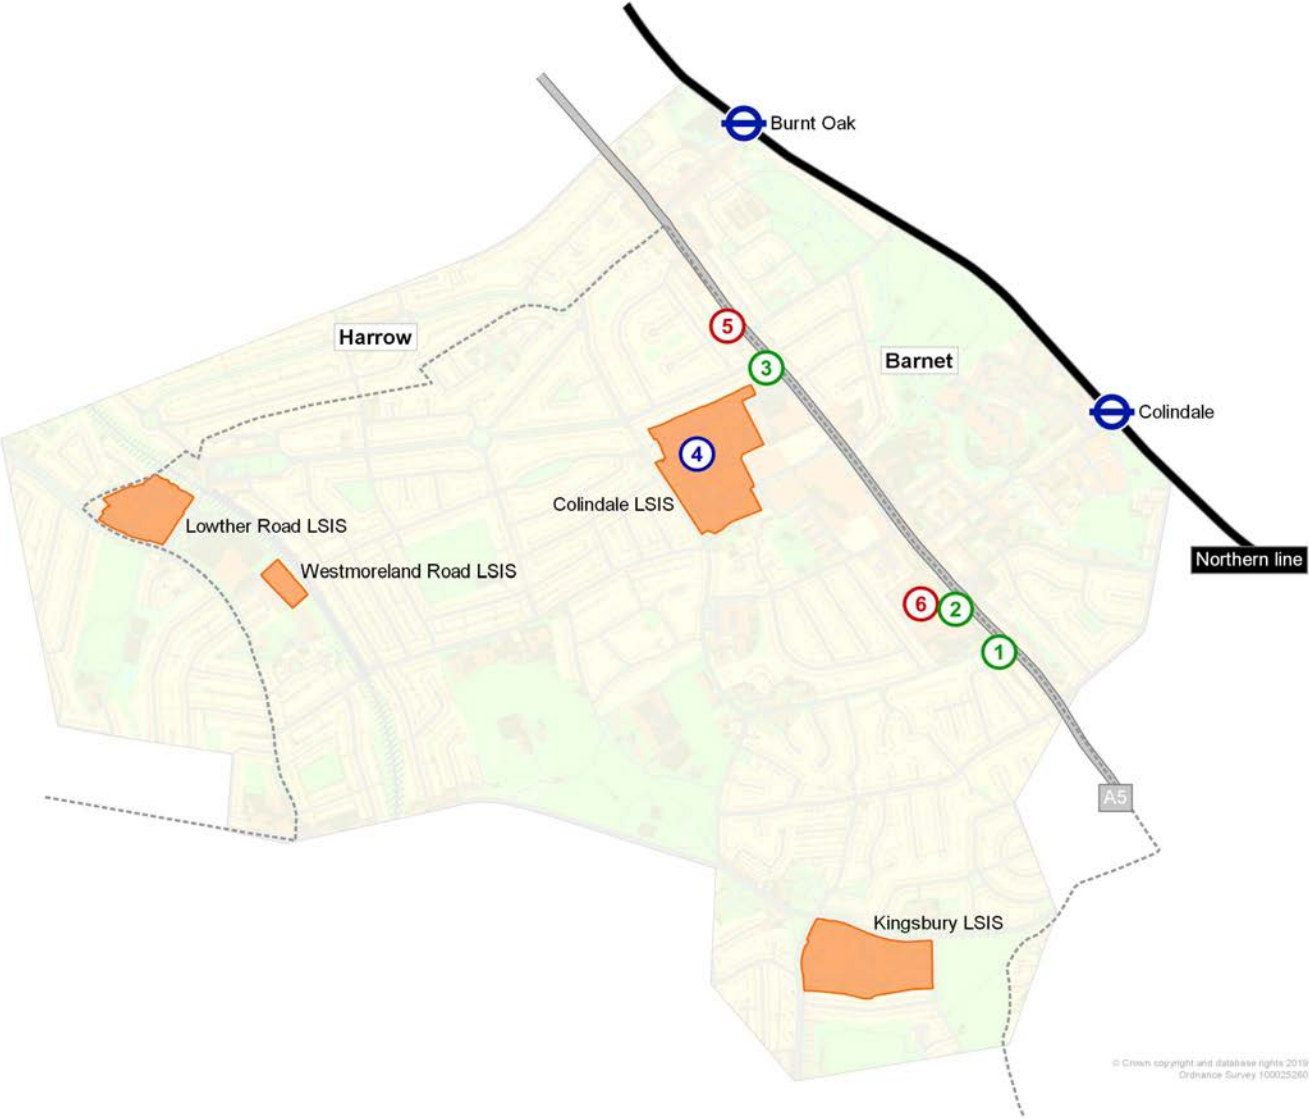 Burnt Oak
5
Harrow
3
Barnet
Colindale
4
Colindale LSIS
Lowther Road LSIS
Northern line
Westmoreland Road LSIS
6
2
1
A5
Kingsbury LSIS
© Crown copyright and database rights 2019
Ordnance Survey 100025260